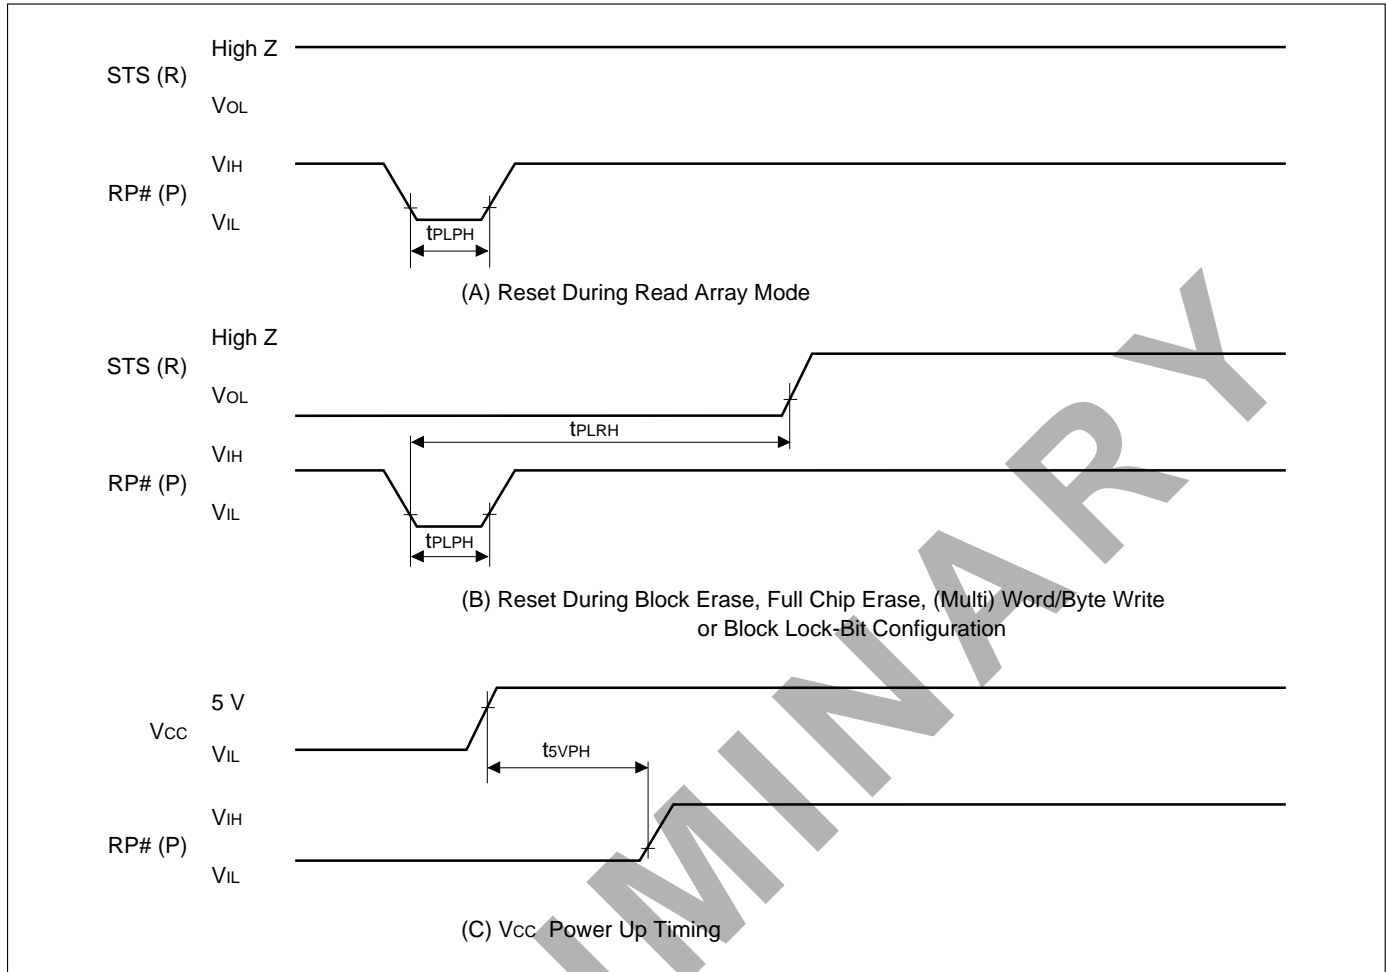 High Z
STS (R)
VOL
VIH
RP# (P)
VIL
tPLPH
(A) Reset During Read Array Mode
High Z
STS (R)
VOL
tPLRH
VIH
RP# (P)
VIL
tPLPH
(B) Reset During Block Erase, Full Chip Erase, (Multi) Word/Byte Write
or Block Lock-Bit Configuration
5 V
VCC
VIL
t5VPH
VIH
RP# (P)
VIL
(C) VCC Power Up Timing
IMINARY